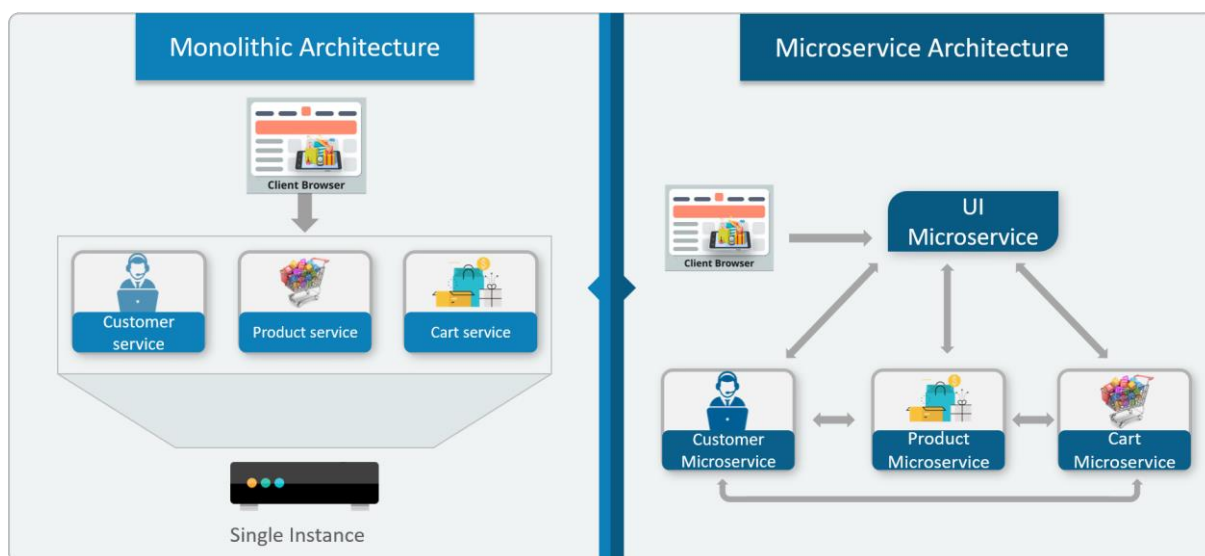 Monolithic Architecture
Client Browser
Customer
service
Product service
Cart service
Single Instance
Microservice Architecture
Client Browser
UI
Microservice
Customer
Microservice
Product
Microservice
Cart
Microservice